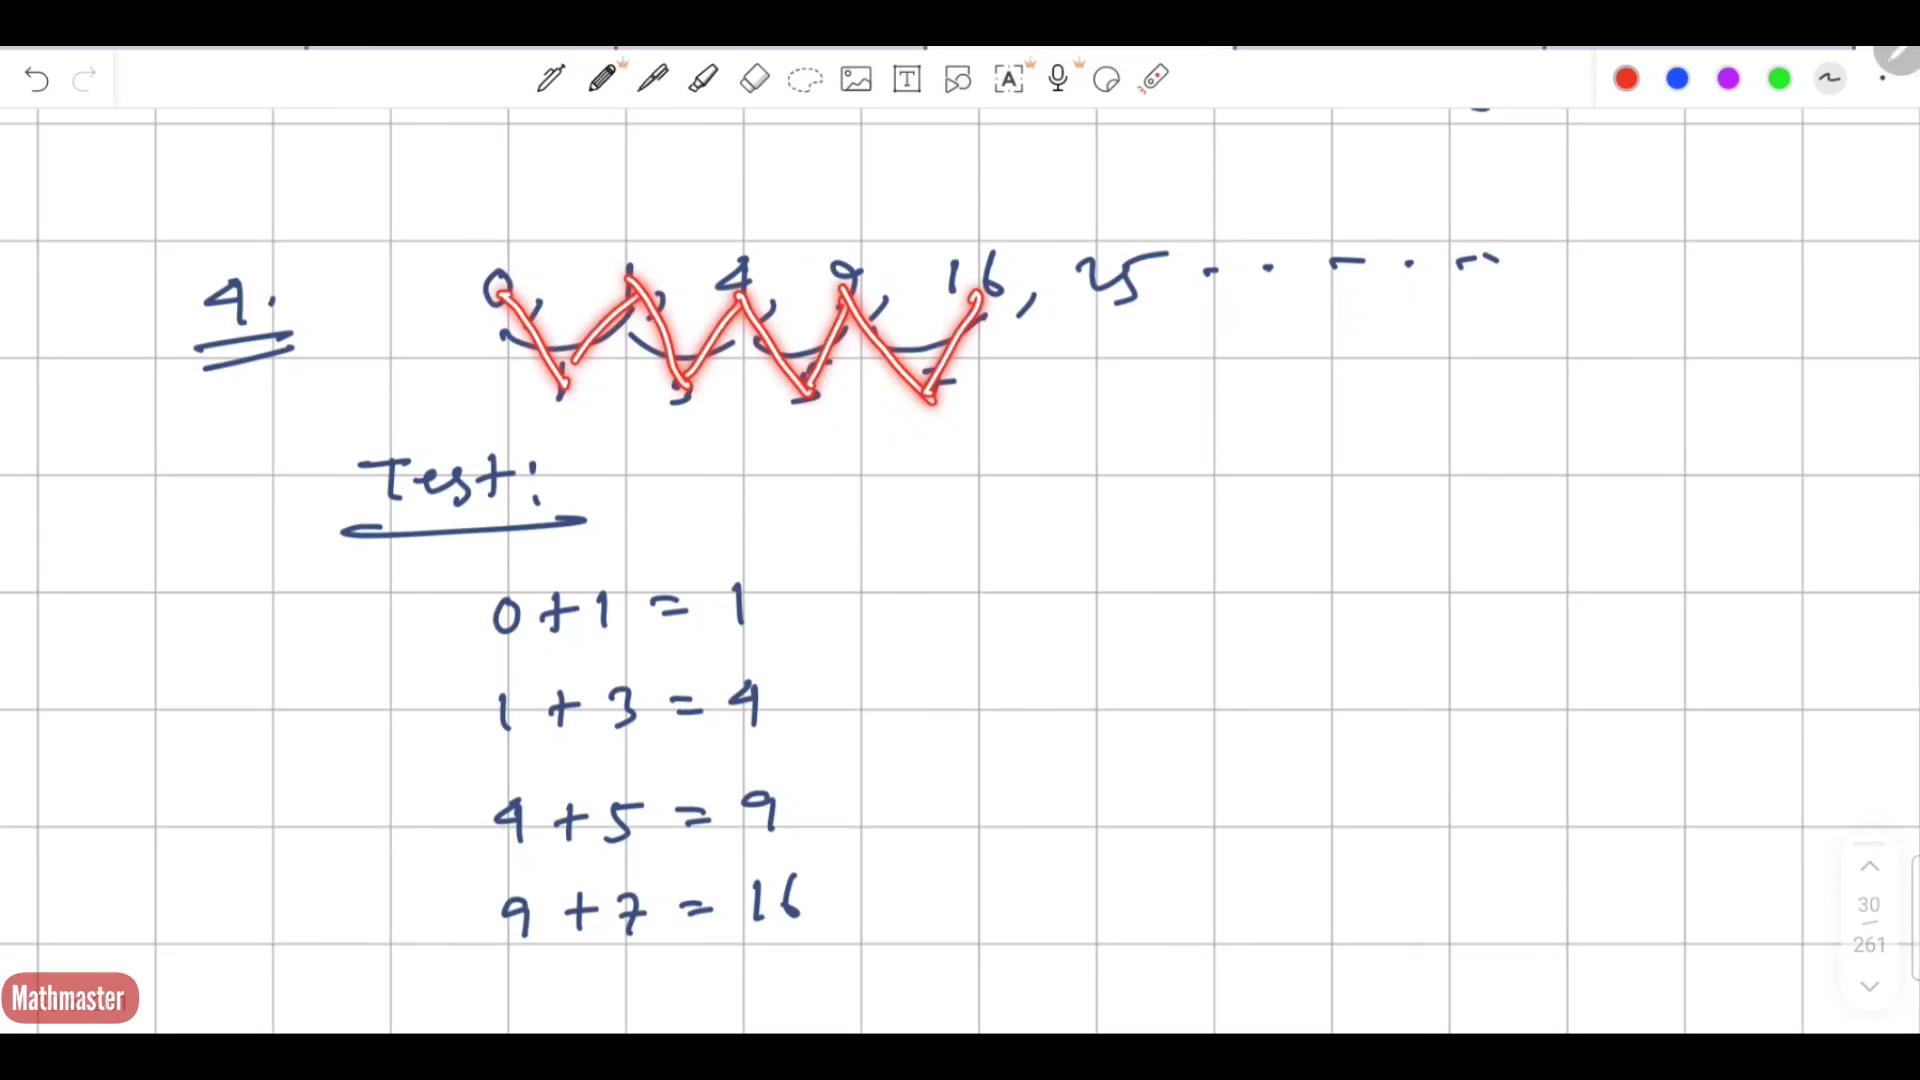 4. 0, 1, 4, 9, 16, 25 - - - - -
1 3 5 7
Test:
0 + 1 = 1
1 + 3 = 4
4 + 5 = 9
9 + 7 = 16
30
261
Mathmaster